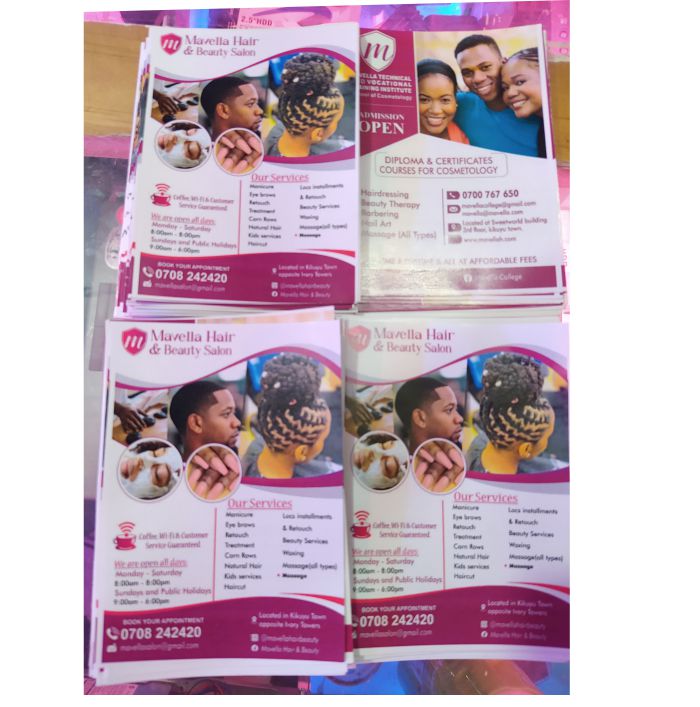 2.5"HDD
Mavella Hair
& Beauty Salon
Our Services
Manicure
Eye brows
Retouch
Treatment
Corn Rows
Natural Hair
Kids services
Haircut
Locs installments
& Retouch
Beauty Services
Waxing
Massage(all types)
• Massage
Coffee, Wi-Fi & Customer
Service Guaranteed.
We are open all days:
Monday - Saturday
8:00am - 8:00pm
Sundays and Public Holidays
9:00am - 6:00pm
BOOK YOUR APPOINTMENT
0708 242420
mavellasalon@gmail.com
Located in Kikuyu Town
opposite Ivory Towers
@mavellahairbeauty
Mavella Hair & Beauty
VELLA TECHNICAL
VOCATIONAL
INSTITUTE
of Cosmetology
ADMISSION
OPEN
DIPLOMA & CERTIFICATES
COURSES FOR COSMETOLOGY
Hairdressing
Beauty Therapy
Barbering
Nail Art
Massage (All Types)
0700 767 650
mavellacollege@gmail.com
mavella@mavella.com
Located at Sweetworld building
3rd floor, kikuyu town.
& ALL AT AFFORDABLE FEES
Mavella College
Mavella Hair
& Beauty Salon
Our Services
Manicure
Eye brows
Retouch
Treatment
Corn Rows
Natural Hair
Kids services
Haircut
Locs installments
& Retouch
Beauty Services
Waxing
Massage(all types)
• Massage
Coffee, Wi-Fi & Customer
Service Guaranteed.
We are open all days:
Monday - Saturday
8:00am - 8:00pm
Sundays and Public Holidays
9:00am - 6:00pm
BOOK YOUR APPOINTMENT
0708 242420
mavellasalon@gmail.com
Located in Kikuyu Town
opposite Ivory Towers
@mavellahairbeauty
Mavella Hair & Beauty
Mavella Hair
& Beauty Salon
Our Services
Manicure
Eye brows
Retouch
Treatment
Corn Rows
Natural Hair
Kids services
Haircut
Locs installments
& Retouch
Beauty Services
Waxing
Massage(all types)
• Massage
Coffee, Wi-Fi & Customer
Service Guaranteed.
We are open all days:
Monday - Saturday
8:00am - 8:00pm
Sundays and Public Holidays
9:00am - 6:00pm
BOOK YOUR APPOINTMENT
0708 242420
mavellasalon@gmail.com
Located in Kikuyu Town
opposite Ivory Towers
@mavellahairbeauty
Mavella Hair & Beauty